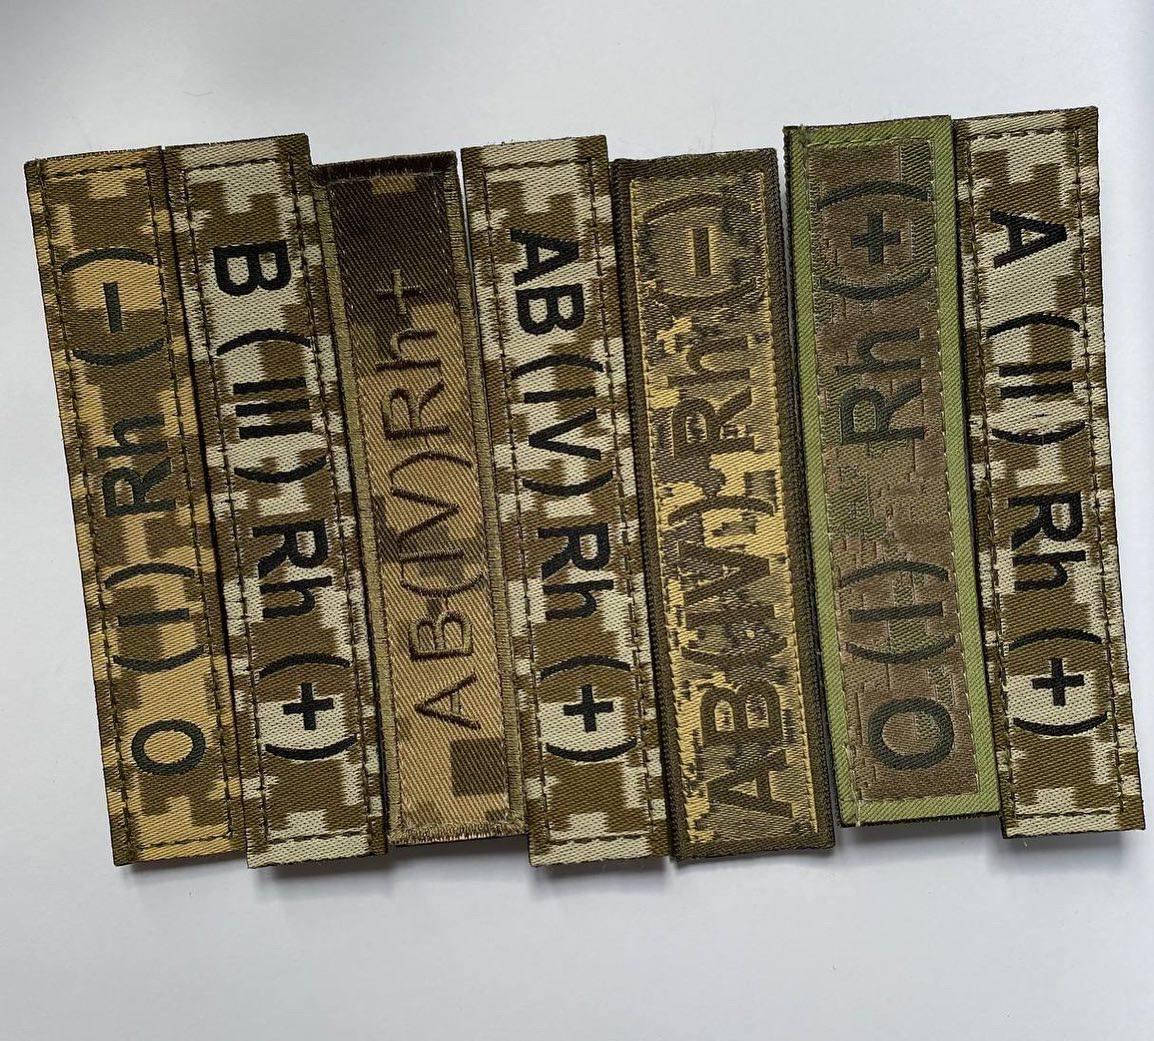 O (I) Rh (-)
B (III) Rh (+)
AB(IV)Rh+
AB (IV) Rh (+)
AB(IV) Rh(-)
O (I) Rh (+)
A (II) Rh (+)